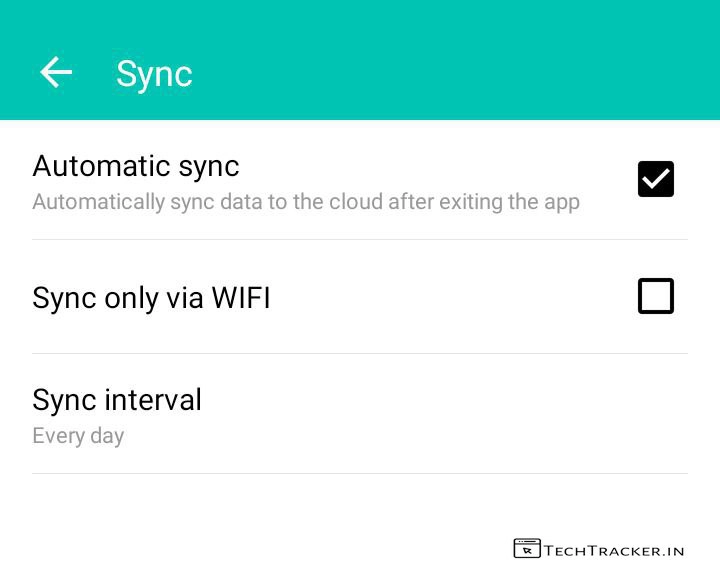 Sync
Automatic sync
Automatically sync data to the cloud after exiting the app
Sync only via WIFI
Sync interval
Every day
TECHTRACKER.IN